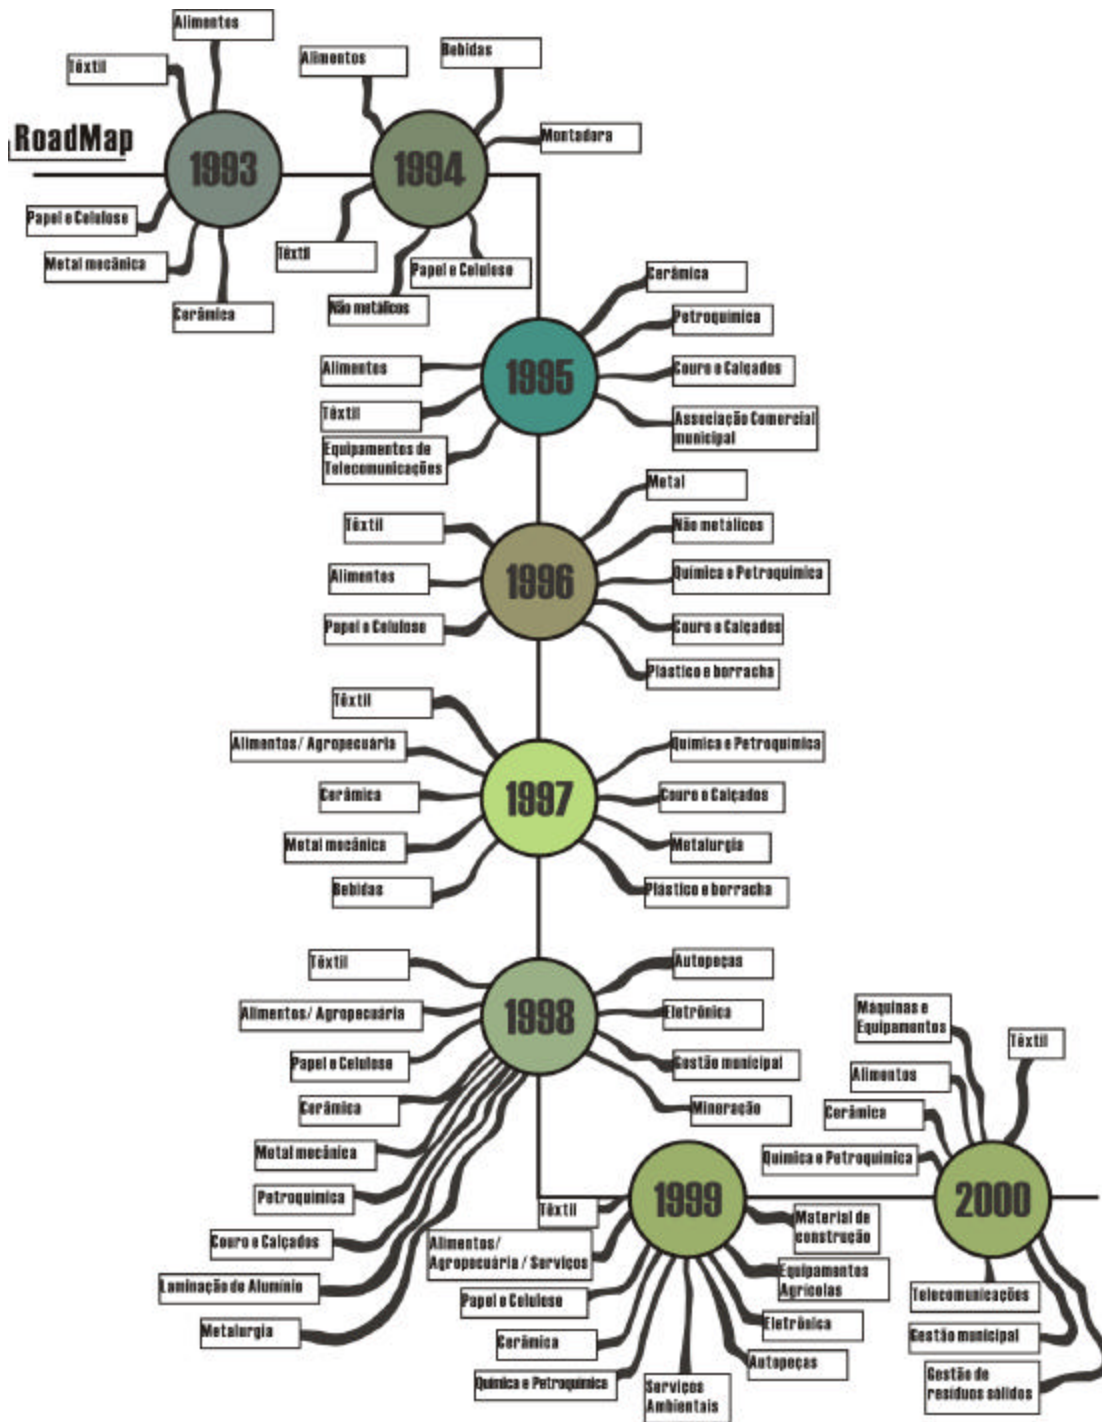 RoadMap
1993
Alimentos
Têxtil
Papel e Celulose
Metal mecânica
Cerâmica
1994
Alimentos
Bebidas
Montadora
Têxtil
Não metálicos
Papel e Celulose
1995
Alimentos
Têxtil
Equipamentos de
Telecomunicações
Cerâmica
Petroquímica
Couro e Calçados
Associação Comercial
municipal
1996
Têxtil
Alimentos
Papel e Celulose
Metal
Não metálicos
Química e Petroquímica
Couro e Calçados
Plástico e borracha
1997
Têxtil
Alimentos/ Agropecuária
Cerâmica
Metal mecânica
Bebidas
Química e Petroquímica
Couro e Calçados
Metalurgia
Plástico e borracha
1998
Têxtil
Alimentos/ Agropecuária
Papel e Celulose
Cerâmica
Metal mecânica
Petroquímica
Couro e Calçados
Laminação de Alumínio
Metalurgia
Autopeças
Eletrônica
Gestão municipal
Mineração
1999
Têxtil
Alimentos/
Agropecuária / Serviços
Papel e Celulose
Cerâmica
Química e Petroquímica
Serviços
Ambientais
Autopeças
Eletrônica
Equipamentos
Agrícolas
Material de
construção
2000
Máquinas e
Equipamentos
Têxtil
Alimentos
Cerâmica
Química e Petroquímica
Telecomunicações
Gestão municipal
Gestão de
resíduos sólidos